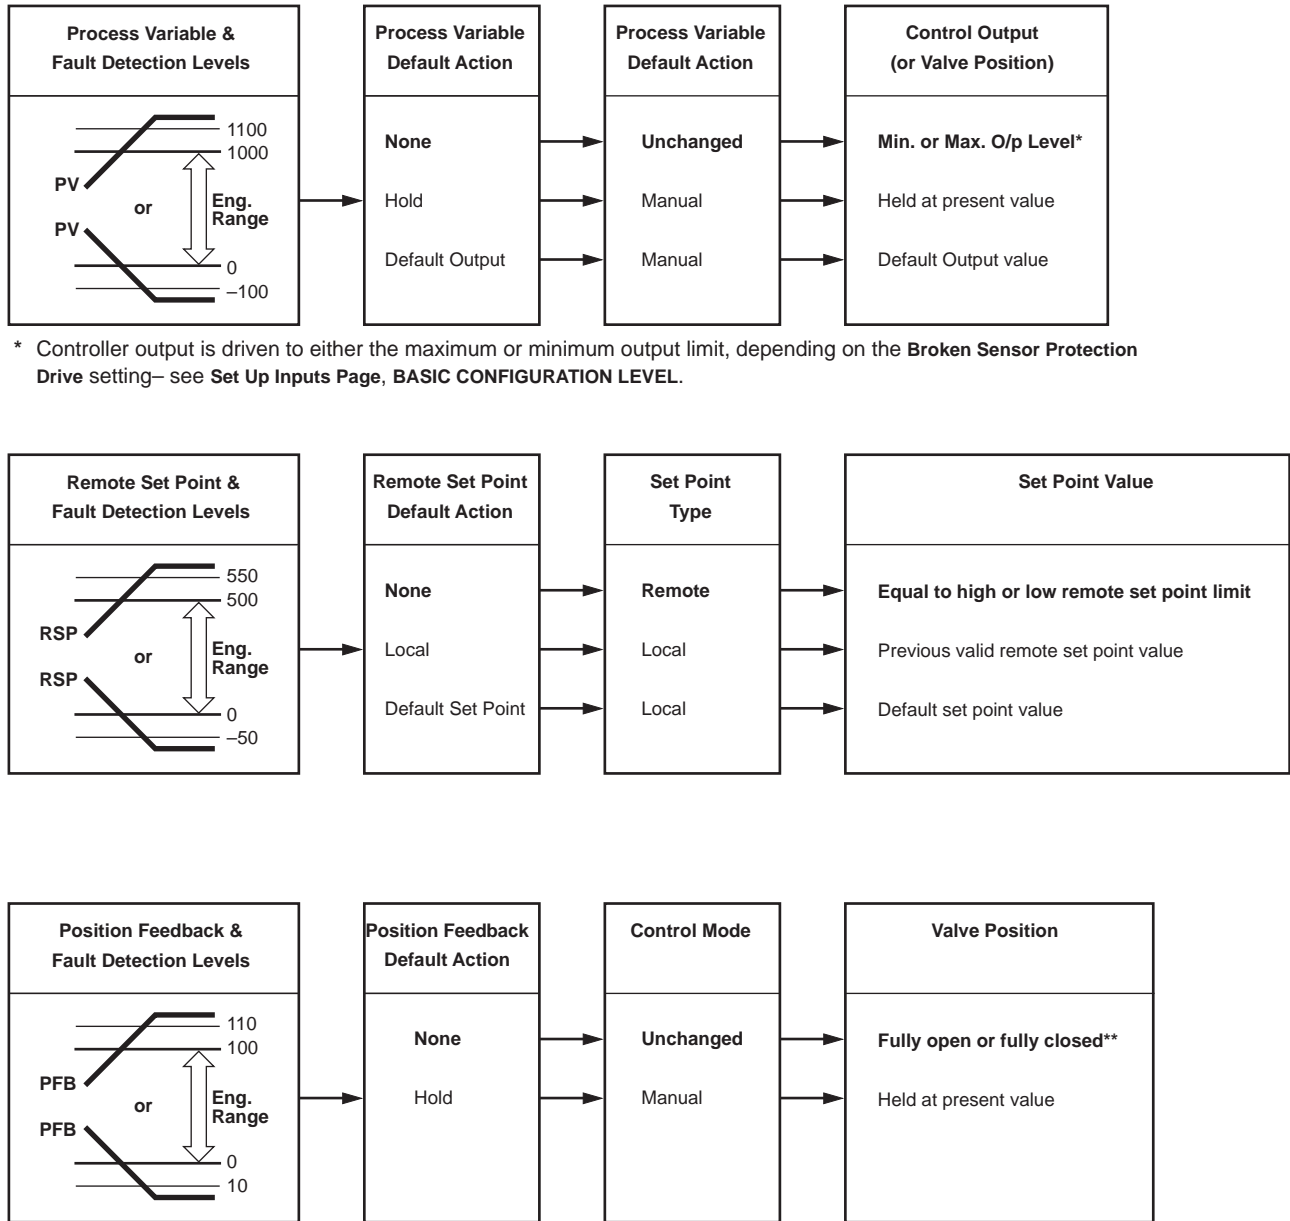 Process Variable &
Fault Detection Levels
1100
1000
PV
or
Eng.
Range
PV
0
–100
Process Variable
Default Action
None
Hold
Default Output
Process Variable
Default Action
Unchanged
Manual
Manual
Control Output
(or Valve Position)
Min. or Max. O/p Level*
Held at present value
Default Output value
* Controller output is driven to either the maximum or minimum output limit, depending on the Broken Sensor Protection
Drive setting– see Set Up Inputs Page, BASIC CONFIGURATION LEVEL.
Remote Set Point &
Fault Detection Levels
550
500
RSP
or
Eng.
Range
RSP
0
–50
Remote Set Point
Default Action
None
Local
Default Set Point
Set Point
Type
Remote
Local
Local
Set Point Value
Equal to high or low remote set point limit
Previous valid remote set point value
Default set point value
Position Feedback &
Fault Detection Levels
110
100
PFB
or
Eng.
Range
PFB
0
10
Position Feedback
Default Action
None
Hold
Control Mode
Unchanged
Manual
Valve Position
Fully open or fully closed**
Held at present value